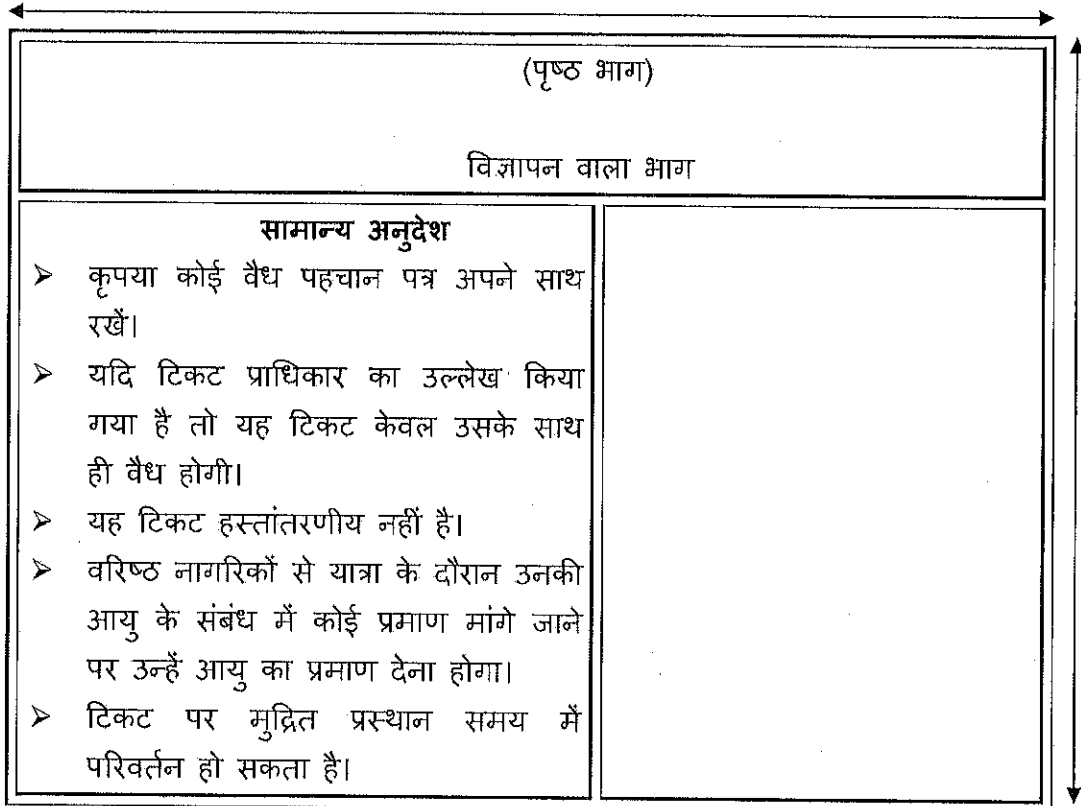 (पृष्ठ भाग)
विज्ञापन वाला भाग
सामान्य अनुदेश
➢ कृपया कोई वैध पहचान पत्र अपने साथ
रखें।
➢ यदि टिकट प्राधिकार का उल्लेख किया
गया है तो यह टिकट केवल उसके साथ
ही वैध होगी।
➢ यह टिकट हस्तांतरणीय नहीं है।
➢ वरिष्ठ नागरिकों से यात्रा के दौरान उनकी
आयु के संबंध में कोई प्रमाण मांगे जाने
पर उन्हें आयु का प्रमाण देना होगा।
➢ टिकट पर मुद्रित प्रस्थान समय में
परिवर्तन हो सकता है।